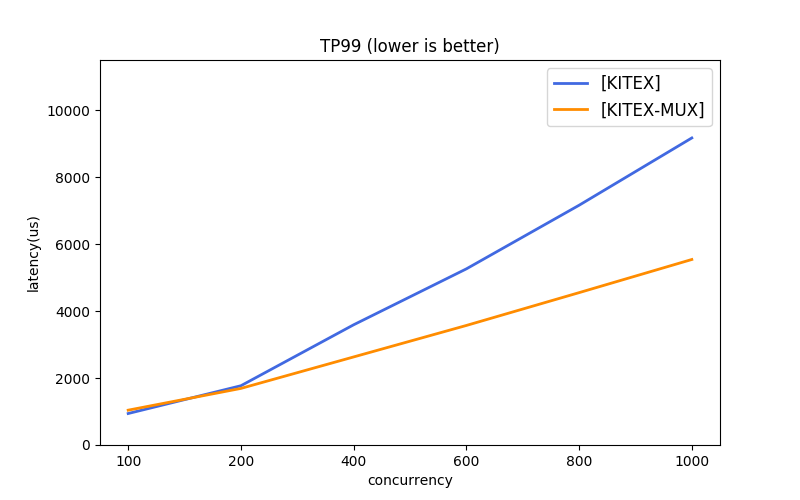 TP99 (lower is better)
[KITEX]
[KITEX-MUX]
10000
8000
6000
4000
2000
0
latency(us)
100 200 400 600 800 1000
concurrency